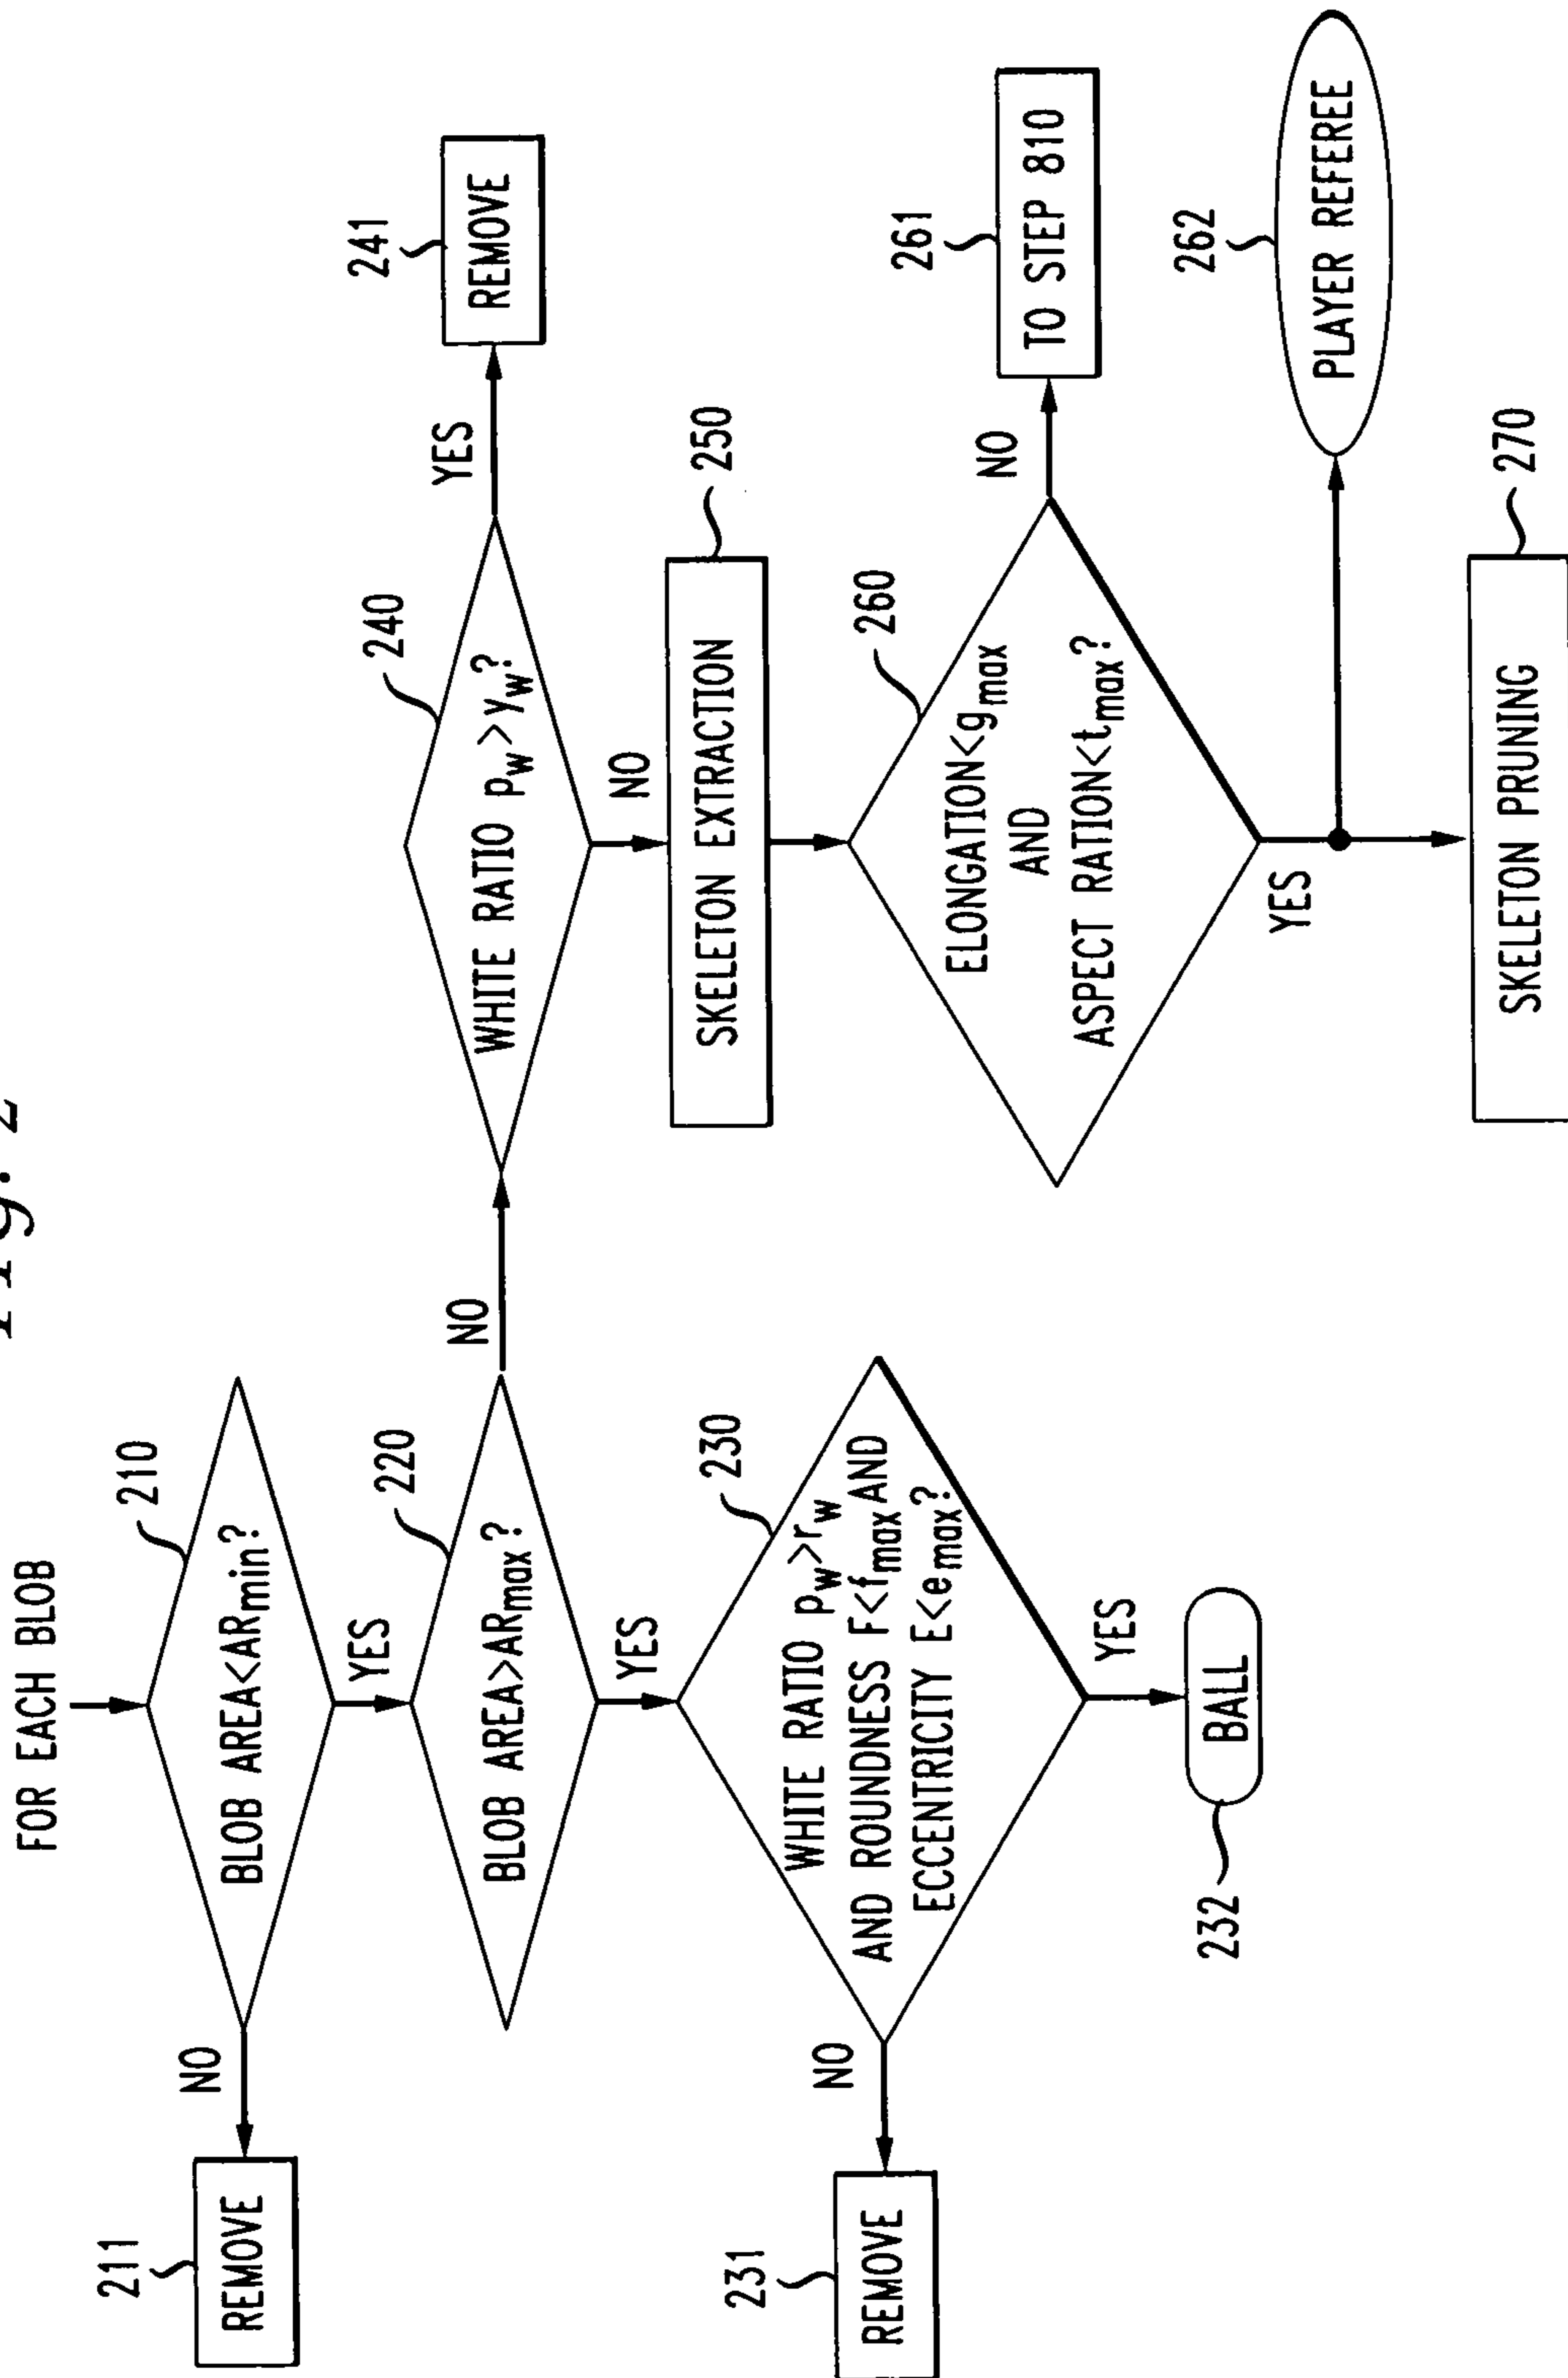 Fig. 2
FOR EACH BLOB
210
BLOB AREA<ARmin?
NO
211
REMOVE
YES
220
BLOB AREA>ARmax?
NO
YES
230
WHITE RATIO pw>rw
AND ROUNDNESS F<fmax AND
ECCENTRICITY E<emax?
NO
231
REMOVE
YES
232
BALL
240
WHITE RATIO pw>yw?
YES
241
REMOVE
NO
250
SKELETON EXTRACTION
260
ELONGATION<gmax
AND
ASPECT RATION<tmax?
NO
261
TO STEP 810
YES
262
PLAYER REFEREE
270
SKELETON PRUNING